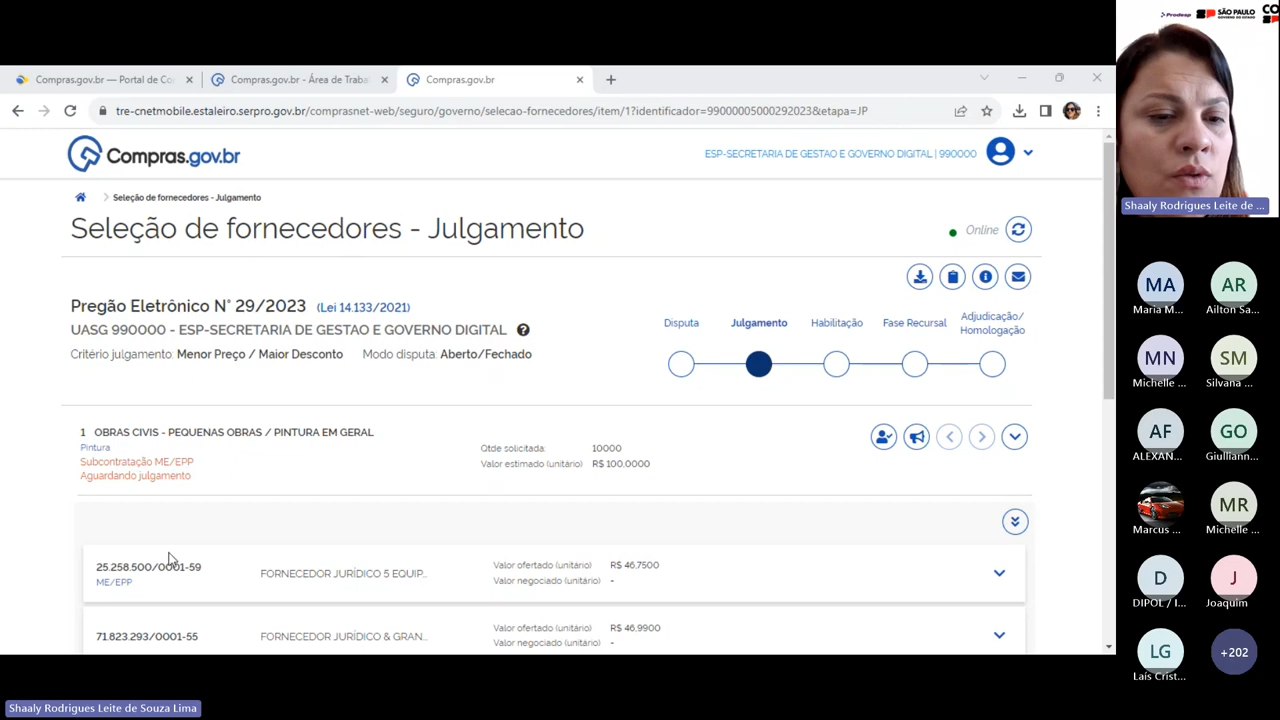 Prodesp
SÃO PAULO
GOVERNO DO ESTADO
CO
Compras.gov.br — Portal de Co
Compras.gov.br - Área de Traba
Compras.gov.br
tre-cnetmobile.estaleiro.serpro.gov.br/comprasnet-web/seguro/governo/selecao-fornecedores/item/1?identificador=99000005000292023&etapa=JP
Compras.gov.br
ESP-SECRETARIA DE GESTAO E GOVERNO DIGITAL | 990000
Seleção de fornecedores - Julgamento
Seleção de fornecedores - Julgamento
Online
Pregão Eletrônico N° 29/2023 (Lei 14.133/2021)
UASG 990000 - ESP-SECRETARIA DE GESTAO E GOVERNO DIGITAL
Critério julgamento: Menor Preço / Maior Desconto Modo disputa: Aberto/Fechado
Disputa
Julgamento
Habilitação
Fase Recursal
Adjudicação/
Homologação
1 OBRAS CIVIS - PEQUENAS OBRAS / PINTURA EM GERAL
Pintura
Subcontratação ME/EPP
Aguardando julgamento
Qtde solicitada: 10000
Valor estimado (unitário) R$ 100,0000
25.258.500/0001-59
ME/EPP
FORNECEDOR JURÍDICO 5 EQUIP...
Valor ofertado (unitário) R$ 46,7500
Valor negociado (unitário) -
71.823.293/0001-55
FORNECEDOR JURÍDICO & GRAN...
Valor ofertado (unitário) R$ 46,9900
Valor negociado (unitário) -
Shaaly Rodrigues Leite de ...
MA
Maria M...
AR
Ailton Sa...
MN
Michelle ...
SM
Silvana ...
AF
ALEXAN...
GO
Giulliann...
Marcus ...
MR
Michelle ...
D
DIPOL / I...
J
Joaquim
LG
Laís Crist...
+202
Shaaly Rodrigues Leite de Souza Lima